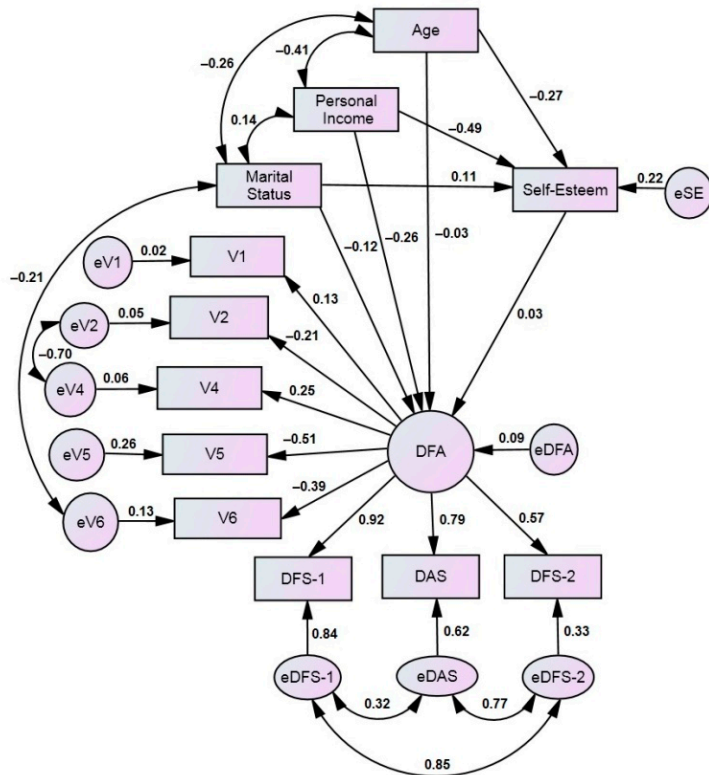 Age
−0.41
−0.26
Personal
Income
−0.27
0.14
−0.49
Marital
Status
0.11
Self-Esteem
0.22
eSE
−0.12
−0.26
−0.03
−0.21
eV1
0.02
V1
0.13
0.03
eV2
0.05
V2
−0.21
−0.70
eV4
0.06
V4
0.25
eV5
0.26
V5
−0.51
DFA
0.09
eDFA
eV6
0.13
V6
−0.39
0.92
0.79
0.57
DFS-1
DAS
DFS-2
0.84
0.62
0.33
eDFS-1
eDAS
eDFS-2
0.32
0.77
0.85